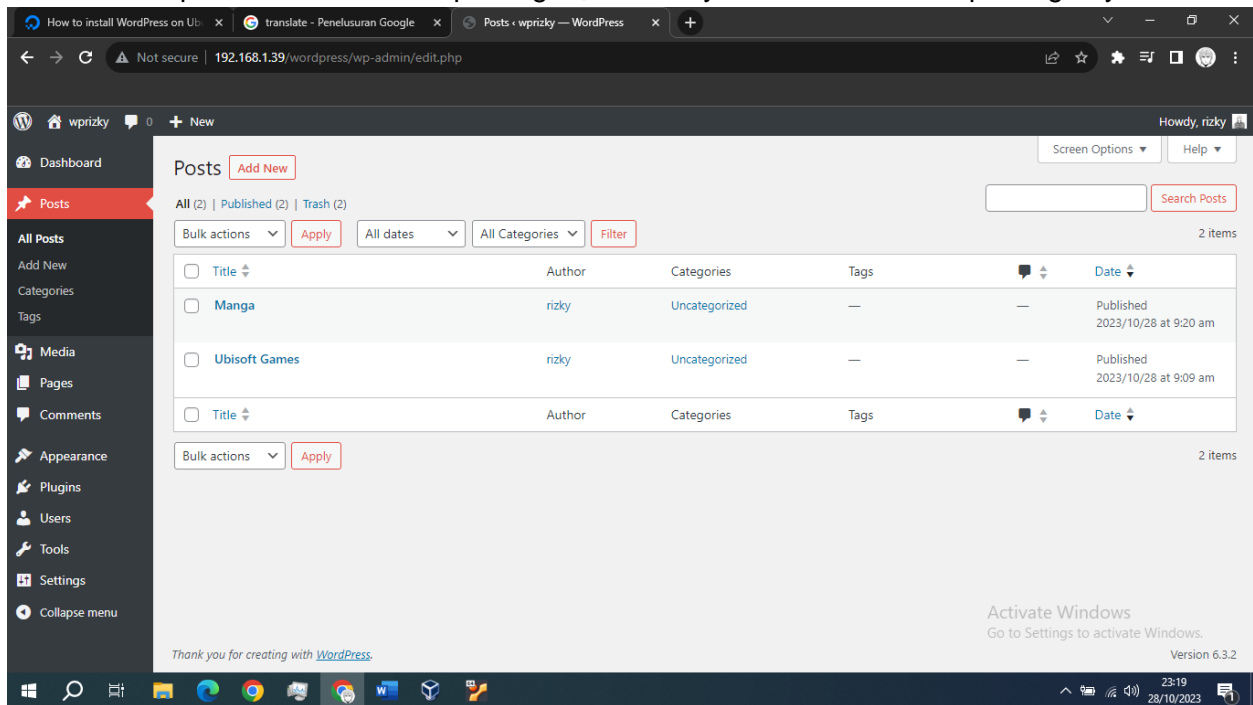 How to install WordPress on Ub
translate - Penelusuran Google
Posts ‹ wprizky — WordPress
Not secure 192.168.1.39/wordpress/wp-admin/edit.php
wprizky 0 New Howdy, rizky
Screen Options Help
Dashboard
Posts
All Posts
Add New
Categories
Tags
Media
Pages
Comments
Appearance
Plugins
Users
Tools
Settings
Collapse menu
Posts Add New
All (2) | Published (2) | Trash (2)
Search Posts
Bulk actions Apply All dates All Categories Filter 2 items
Title Author Categories Tags Date
Manga rizky Uncategorized — — Published
2023/10/28 at 9:20 am
Ubisoft Games rizky Uncategorized — — Published
2023/10/28 at 9:09 am
Title Author Categories Tags Date
Bulk actions Apply 2 items
Activate Windows
Go to Settings to activate Windows.
Thank you for creating with WordPress. Version 6.3.2
23:19
28/10/2023